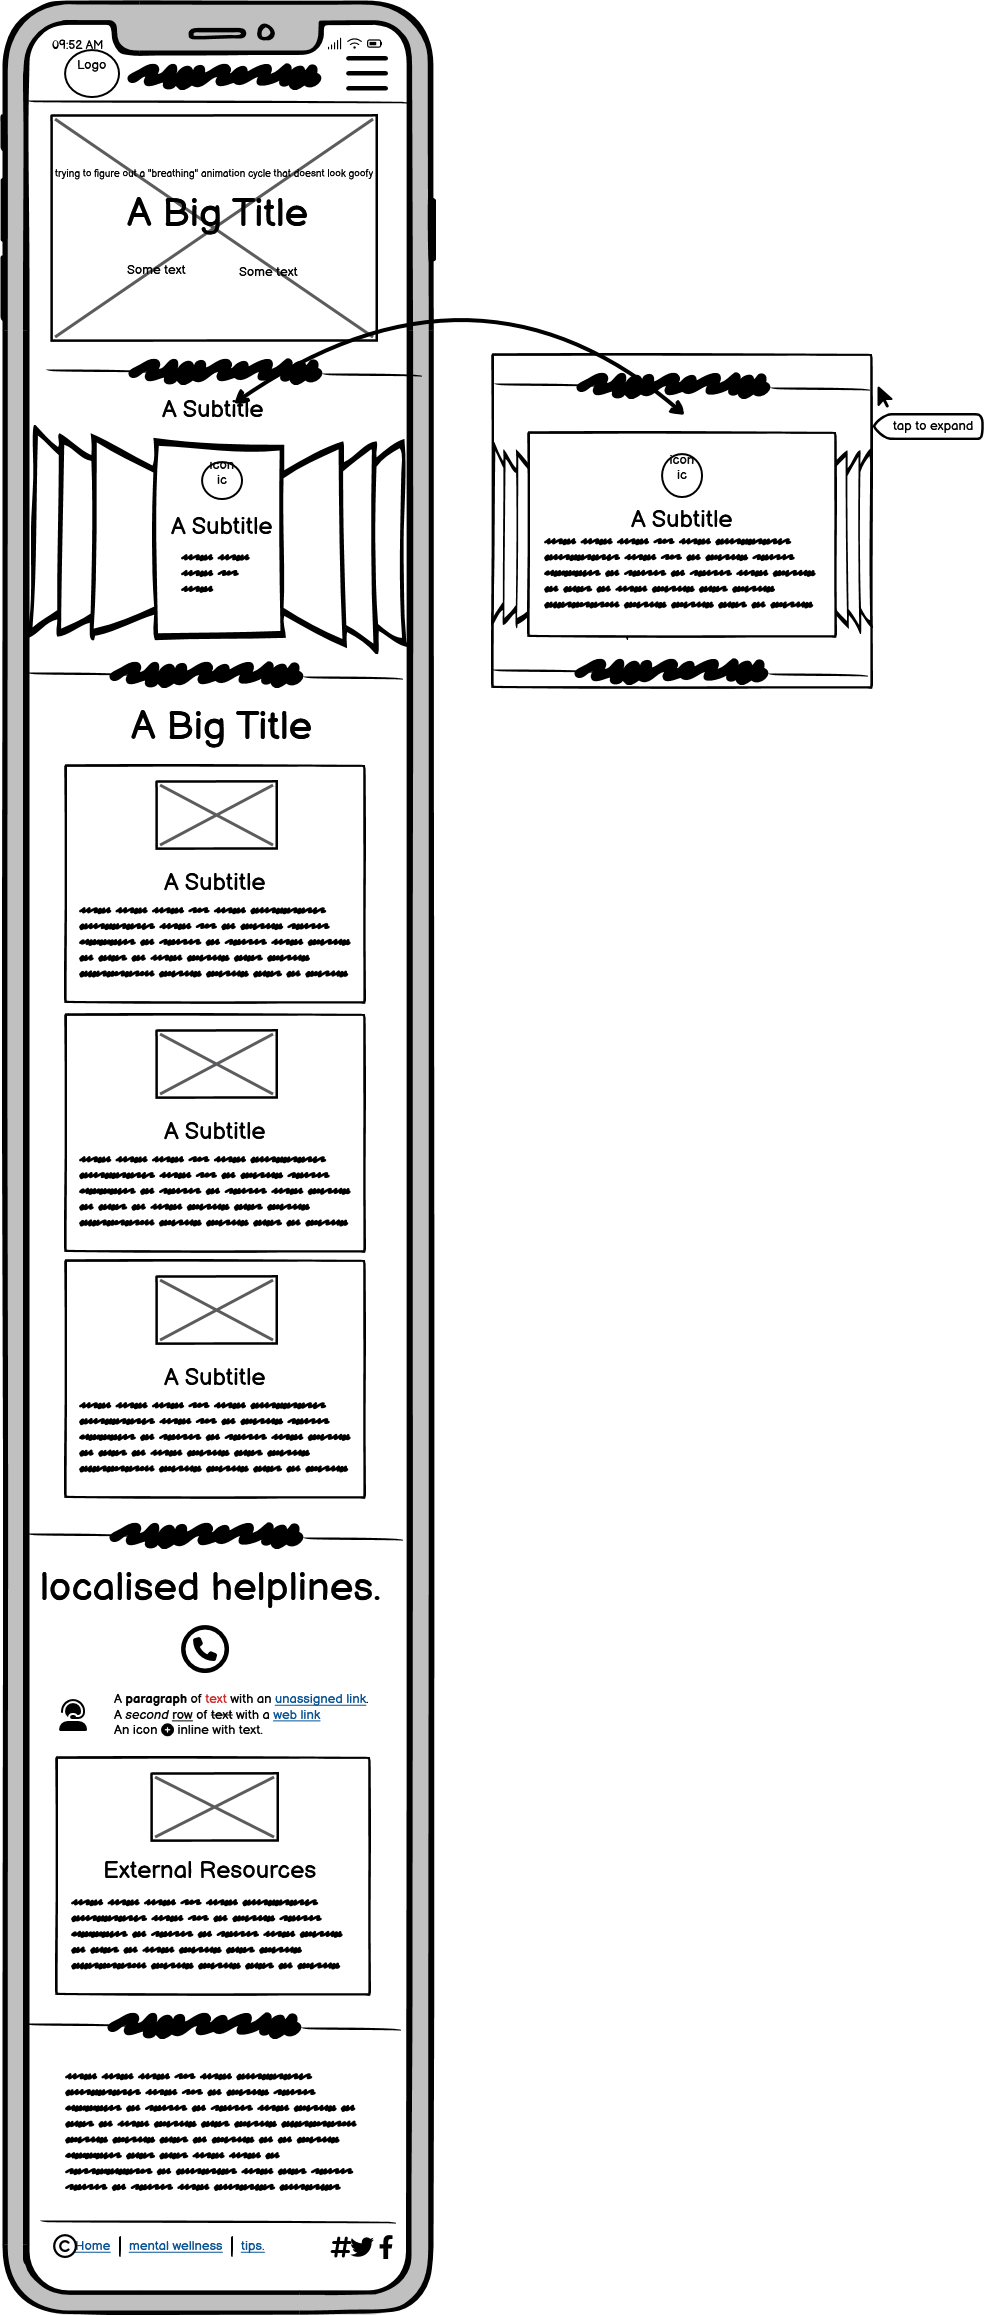 09:52 AM
Logo
trying to figure out a "breathing" animation cycle that doesnt look goofy
A Big Title
Some text Some text
A Subtitle
icon
ic
A Subtitle
tap to expand
icon
ic
A Subtitle
A Big Title
A Subtitle
A Subtitle
A Subtitle
localised helplines.
A paragraph of text with an unassigned link.
A second row of text with a web link
An icon inline with text.
External Resources
Home | mental wellness | tips.